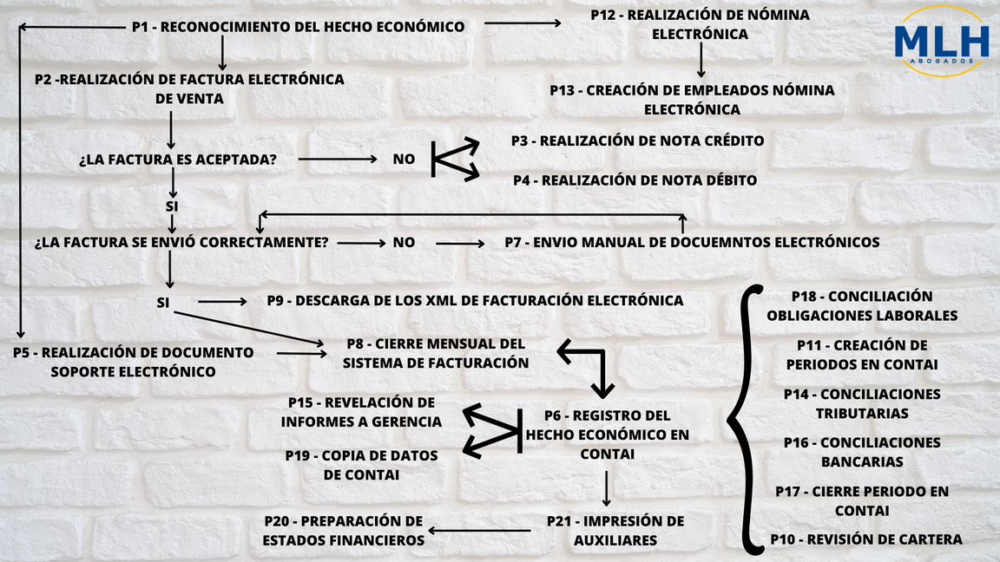 P1 - RECONOCIMIENTO DEL HECHO ECONÓMICO
P12 - REALIZACIÓN DE NÓMINA
ELECTRÓNICA
MLH
ABOGADOS
P2 -REALIZACIÓN DE FACTURA ELECTRÓNICA
DE VENTA
P13 - CREACIÓN DE EMPLEADOS NÓMINA
ELECTRÓNICA
¿LA FACTURA ES ACEPTADA?
NO
P3 - REALIZACIÓN DE NOTA CRÉDITO
P4 - REALIZACIÓN DE NOTA DÉBITO
SI
¿LA FACTURA SE ENVIÓ CORRECTAMENTE?
NO
P7 - ENVIO MANUAL DE DOCUEMNTOS ELECTRÓNICOS
SI
P9 - DESCARGA DE LOS XML DE FACTURACIÓN ELECTRÓNICA
P5 - REALIZACIÓN DE DOCUMENTO
SOPORTE ELECTRÓNICO
P8 - CIERRE MENSUAL DEL
SISTEMA DE FACTURACIÓN
P15 - REVELACIÓN DE
INFORMES A GERENCIA
P19 - COPIA DE DATOS
DE CONTAI
P6 - REGISTRO DEL
HECHO ECONÓMICO EN
CONTAI
P20 - PREPARACIÓN DE
ESTADOS FINANCIEROS
P21 - IMPRESIÓN DE
AUXILIARES
P18 - CONCILIACIÓN
OBLIGACIONES LABORALES
P11 - CREACIÓN DE
PERIODOS EN CONTAI
P14 - CONCILIACIONES
TRIBUTARIAS
P16 - CONCILIACIONES
BANCARIAS
P17 - CIERRE PERIODO EN
CONTAI
P10 - REVISIÓN DE CARTERA